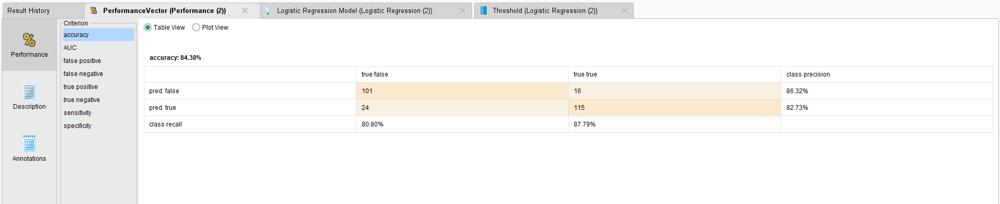 Result History
PerformanceVector (Performance (2))
Logistic Regression Model (Logistic Regression (2))
Threshold (Logistic Regression (2))
Performance
Description
Annotations
Criterion
accuracy
AUC
false positive
false negative
true positive
true negative
sensitivity
specificity
Table View Plot View
accuracy: 84.38%
true false true true class precision
pred. false 101 16 86.32%
pred. true 24 115 82.73%
class recall 80.80% 87.79%